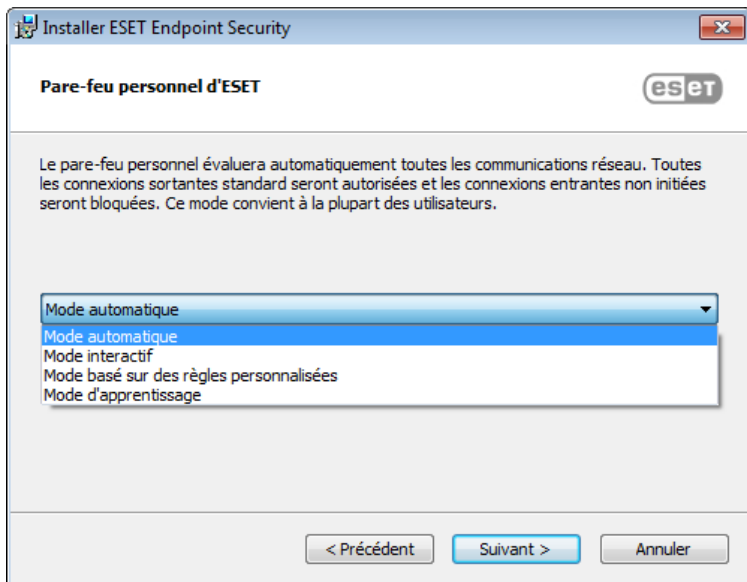 Installer ESET Endpoint Security
Pare-feu personnel d'ESET
eseT
Le pare-feu personnel évaluera automatiquement toutes les communications réseau. Toutes
les connexions sortantes standard seront autorisées et les connexions entrantes non initiées
seront bloquées. Ce mode convient à la plupart des utilisateurs.
Mode automatique
Mode automatique
Mode interactif
Mode basé sur des règles personnalisées
Mode d'apprentissage
< Précédent
Suivant >
Annuler